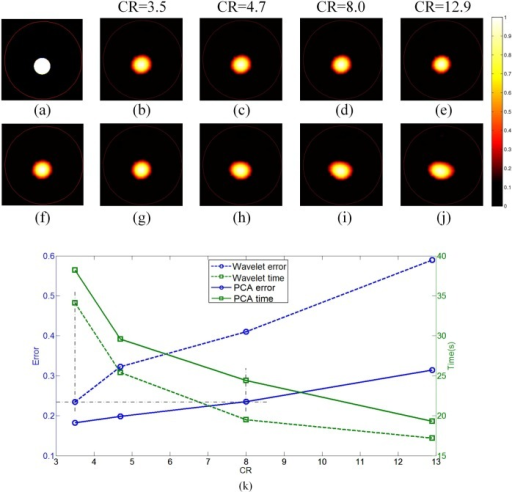 CR=3.5 CR=4.7 CR=8.0 CR=12.9
1
0.9
0.8
0.7
0.6
0.5
0.4
0.3
0.2
0.1
0
(a) (b) (c) (d) (e)
(f) (g) (h) (i) (j)
Wavelet error
Wavelet time
PCA error
PCA time
0.6
0.5
0.4
0.3
0.2
0.1
Error
40
35
30
25
20
15
Time(s)
3 4 5 6 7 8 9 10 11 12 13
CR
(k)